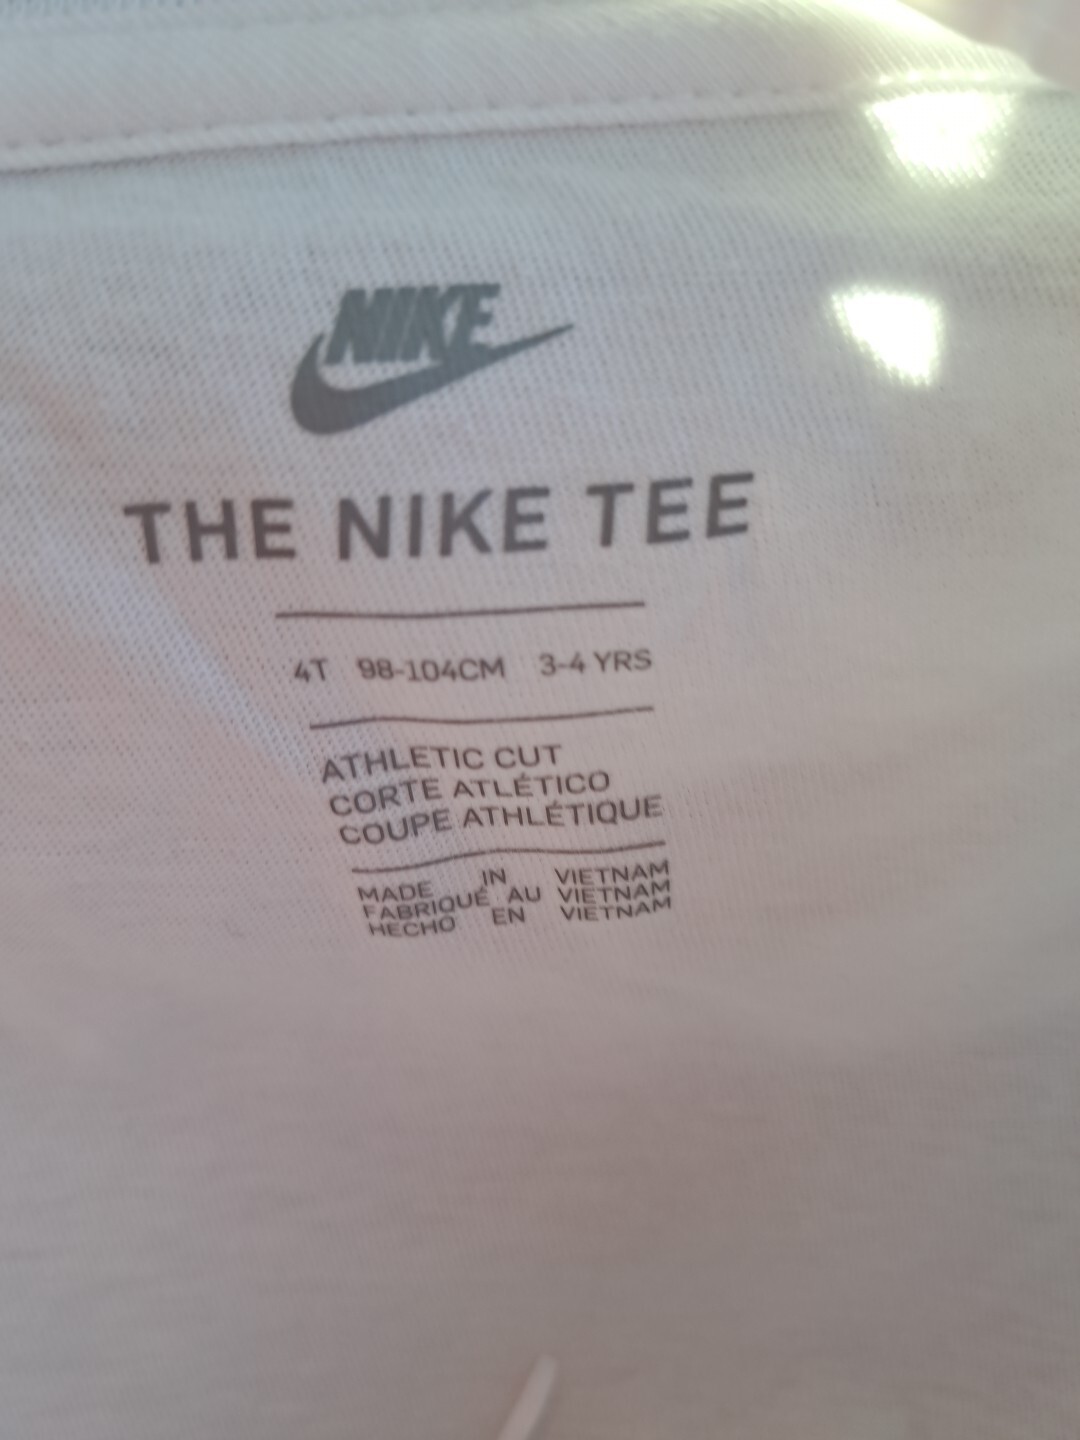 NIKE
THE NIKE TEE
4T 98-104CM 3-4 YRS
ATHLETIC CUT
CORTE ATLÉTICO
COUPE ATHLÉTIQUE
MADE IN VIETNAM
FABRIQUÉ AU VIETNAM
HECHO EN VIETNAM